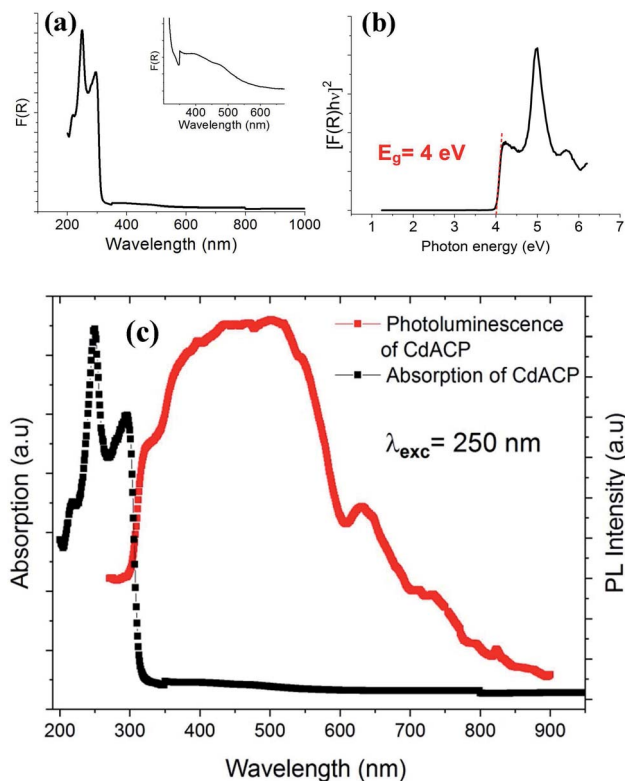 (a)
F(R)
200 400 600 800 1000
Wavelength (nm)
F(R)
400 500 600
Wavelength (nm)
(b)
[F(R)hν]²
E_g= 4 eV
1 2 3 4 5 6 7
Photon energy (eV)
(c)
Photoluminescence
of CdACP
Absorption of CdACP
λ_exc= 250 nm
Absorption (a.u)
PL Intensity (a.u)
200 300 400 500 600 700 800 900
Wavelength (nm)